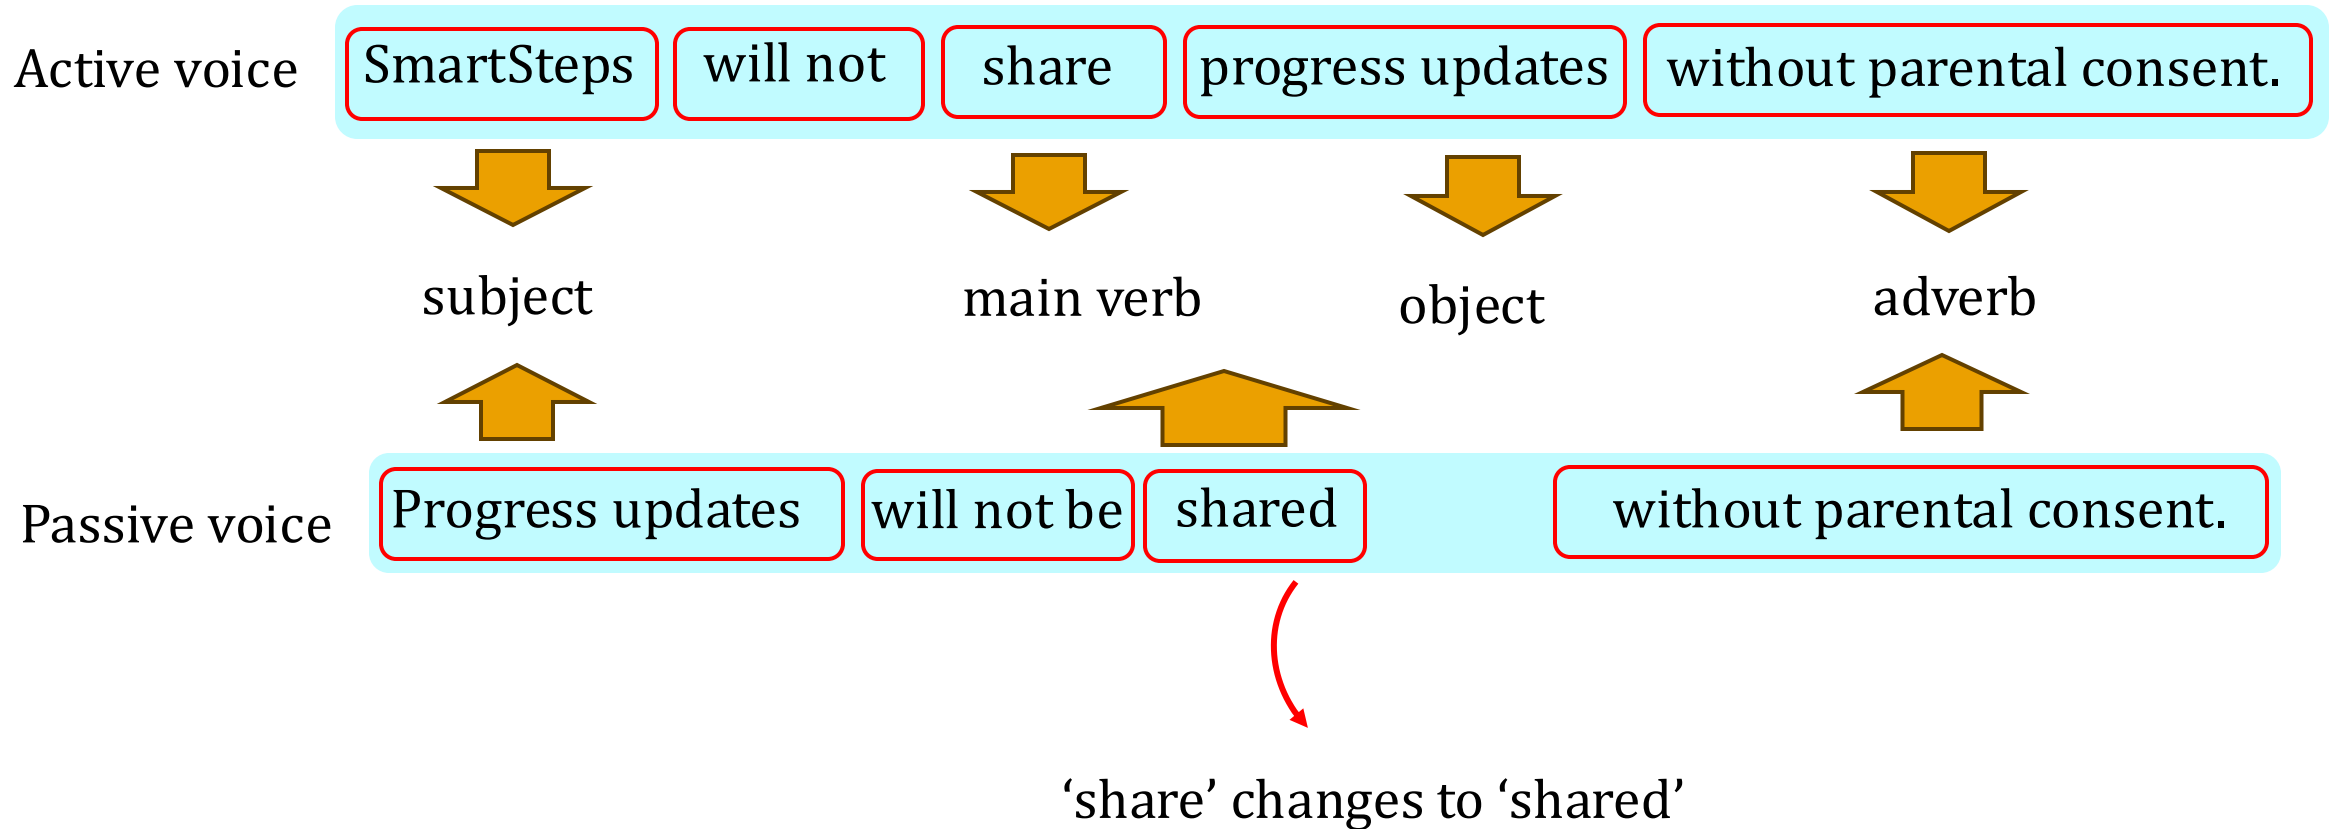 Active voice SmartSteps will not share progress updates without parental consent.
subject main verb object adverb
Passive voice Progress updates will not be shared without parental consent.
‘share’ changes to ‘shared’